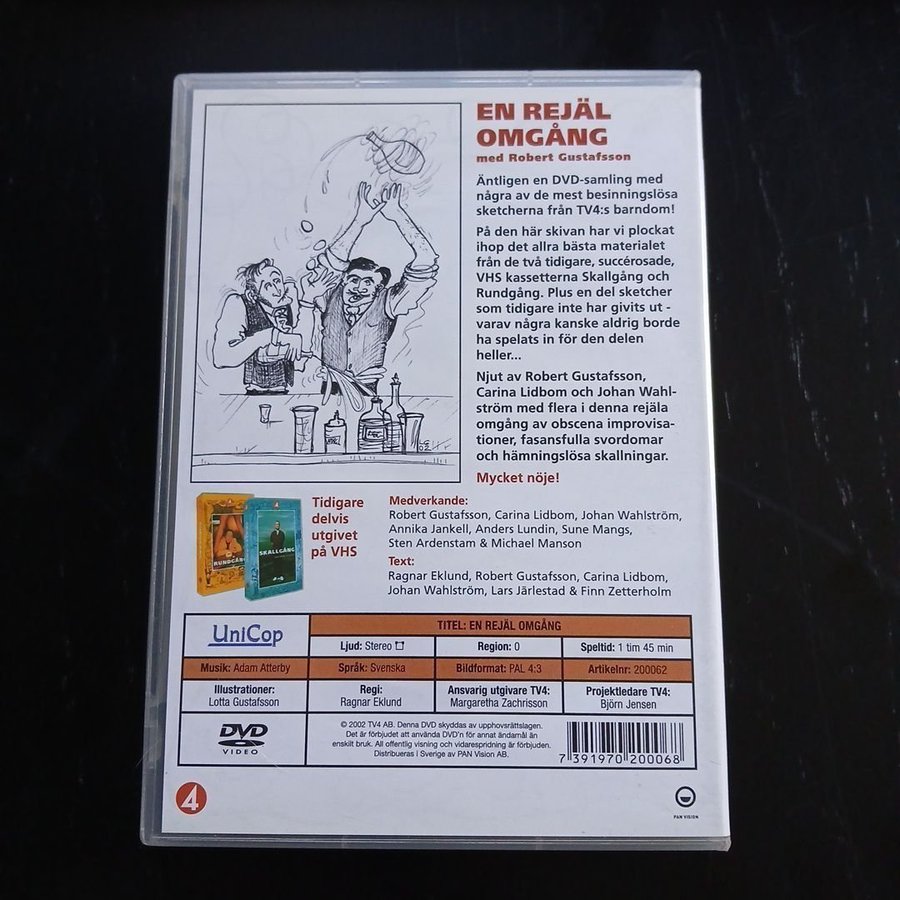 EN REJÄL
OMGÅNG
med Robert Gustafsson
Äntligen en DVD-samling med
några av de mest besinningslösa
sketcherna från TV4:s barndom!
På den här skivan har vi plockat
ihop det allra bästa materialet
från de två tidigare, succérosade,
VHS kassetterna Skallgång och
Rundgång. Plus en del sketcher
som tidigare inte har givits ut -
varav några kanske aldrig borde
ha spelats in för den delen
heller...
Njut av Robert Gustafsson,
Carina Lidbom och Johan Wahl-
ström med flera i denna rejäla
omgång av obscena improvisa-
tioner, fasansfulla svordomar
och hämningslösa skallningar.
Mycket nöje!
RUNDGÅNG
4
SKALLGÅNG
Tidigare
delvis
utgivet
på VHS
Medverkande:
Robert Gustafsson, Carina Lidbom, Johan Wahlström,
Annika Jankell, Anders Lundin, Sune Mangs,
Sten Ardenstam & Michael Manson
Text:
Ragnar Eklund, Robert Gustafsson, Carina Lidbom,
Johan Wahlström, Lars Järlestad & Finn Zetterholm
UniCop
TITEL: EN REJÄL OMGÅNG
Ljud: Stereo Region: 0 Speltid: 1 tim 45 min
Musik: Adam Atterby Språk: Svenska Bildformat: PAL 4:3 Artikelnr: 200062
Illustrationer: Regi: Ansvarig utgivare TV4: Projektledare TV4:
Lotta Gustafsson Ragnar Eklund Margaretha Zachrisson Björn Jensen
DVD
VIDEO
© 2002 TV4 AB. Denna DVD skyddas av upphovsrättslagen.
Det är förbjudet att använda DVD'n för annat ändamål än
enskilt bruk. All offentlig visning och vidarespridning är förbjuden.
Distribueras i Sverige av PAN Vision AB.
7 391970 200068
4
PAN VISION